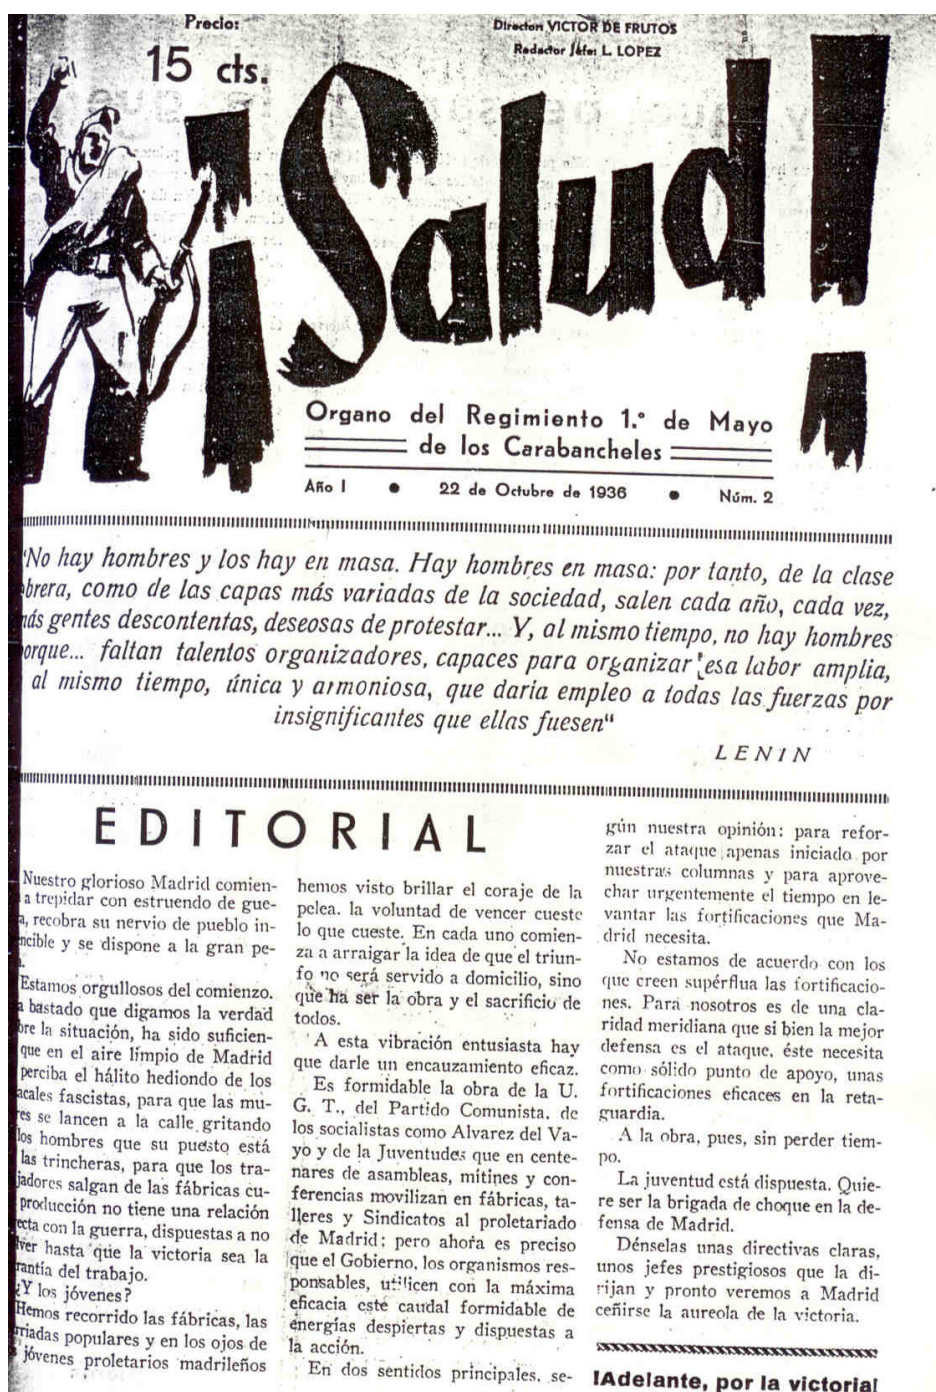 Precio:
15 cts.
Director: VICTOR DE FRUTOS
Redactor Jefe: L. LOPEZ
¡Salud!
Organo del Regimiento 1.º de Mayo
de los Carabancheles
Año I • 22 de Octubre de 1936 • Núm. 2
"No hay hombres y los hay en masa. Hay hombres en masa: por tanto, de la clase
obrera, como de las capas más variadas de la sociedad, salen cada año, cada vez,
más gentes descontentas, deseosas de protestar... Y, al mismo tiempo, no hay hombres
porque... faltan talentos organizadores, capaces para organizar esa labor amplia,
al mismo tiempo, única y armoniosa, que daría empleo a todas las fuerzas por
insignificantes que ellas fuesen"
LENIN
EDITORIAL
Nuestro glorioso Madrid comien-
a trepidar con estruendo de gue-
a, recobra su nervio de pueblo in-
encible y se dispone a la gran pe-
.
Estamos orgullosos del comienzo.
a bastado que digamos la verdad
bre la situación, ha sido suficien-
que en el aire límpio de Madrid
perciba el hálito hediondo de los
acales fascistas, para que las mu-
res se lancen a la calle gritando
los hombres que su puesto está
las trincheras, para que los tra-
jadores salgan de las fábricas cu-
producción no tiene una relación
ecta con la guerra, dispuestas a no
lver hasta que la victoria sea la
rantía del trabajo.
¿Y los jóvenes?
Hemos recorrido las fábricas, las
rriadas populares y en los ojos de
jóvenes proletarios madrileños
hemos visto brillar el coraje de la
pelea, la voluntad de vencer cueste
lo que cueste. En cada uno comien-
za a arraigar la idea de que el triun-
fo no será servido a domicilio, sino
que ha ser la obra y el sacrificio de
todos.
A esta vibración entusiasta hay
que darle un encauzamiento eficaz.
Es formidable la obra de la U.
G. T., del Partido Comunista, de
los socialistas como Alvarez del Va-
yo y de la Juventudes que en cente-
nares de asambleas, mítines y con-
ferencias movilizan en fábricas, ta-
lleres y Sindicatos al proletariado
de Madrid; pero ahora es preciso
que el Gobierno, los organismos res-
ponsables, utilicen con la máxima
eficacia este caudal formidable de
energías despiertas y dispuestas a
la acción.
En dos sentidos principales, se-
gún nuestra opinión: para refor-
zar el ataque apenas iniciado por
nuestras columnas y para aprove-
char urgentemente el tiempo en le-
vantar las fortificaciones que Ma-
drid necesita.
No estamos de acuerdo con los
que creen supérflua las fortificacio-
nes. Para nosotros es de una cla-
ridad meridiana que si bien la mejor
defensa es el ataque, éste necesita
como sólido punto de apoyo, unas
fortificaciones eficaces en la reta-
guardia.
A la obra, pues, sin perder tiem-
po.
La juventud está dispuesta. Quie-
re ser la brigada de choque en la de-
fensa de Madrid.
Dénselas unas directivas claras,
unos jefes prestigiosos que la di-
rijan y pronto veremos a Madrid
ceñirse la aureola de la victoria.
¡Adelante, por la victoria!